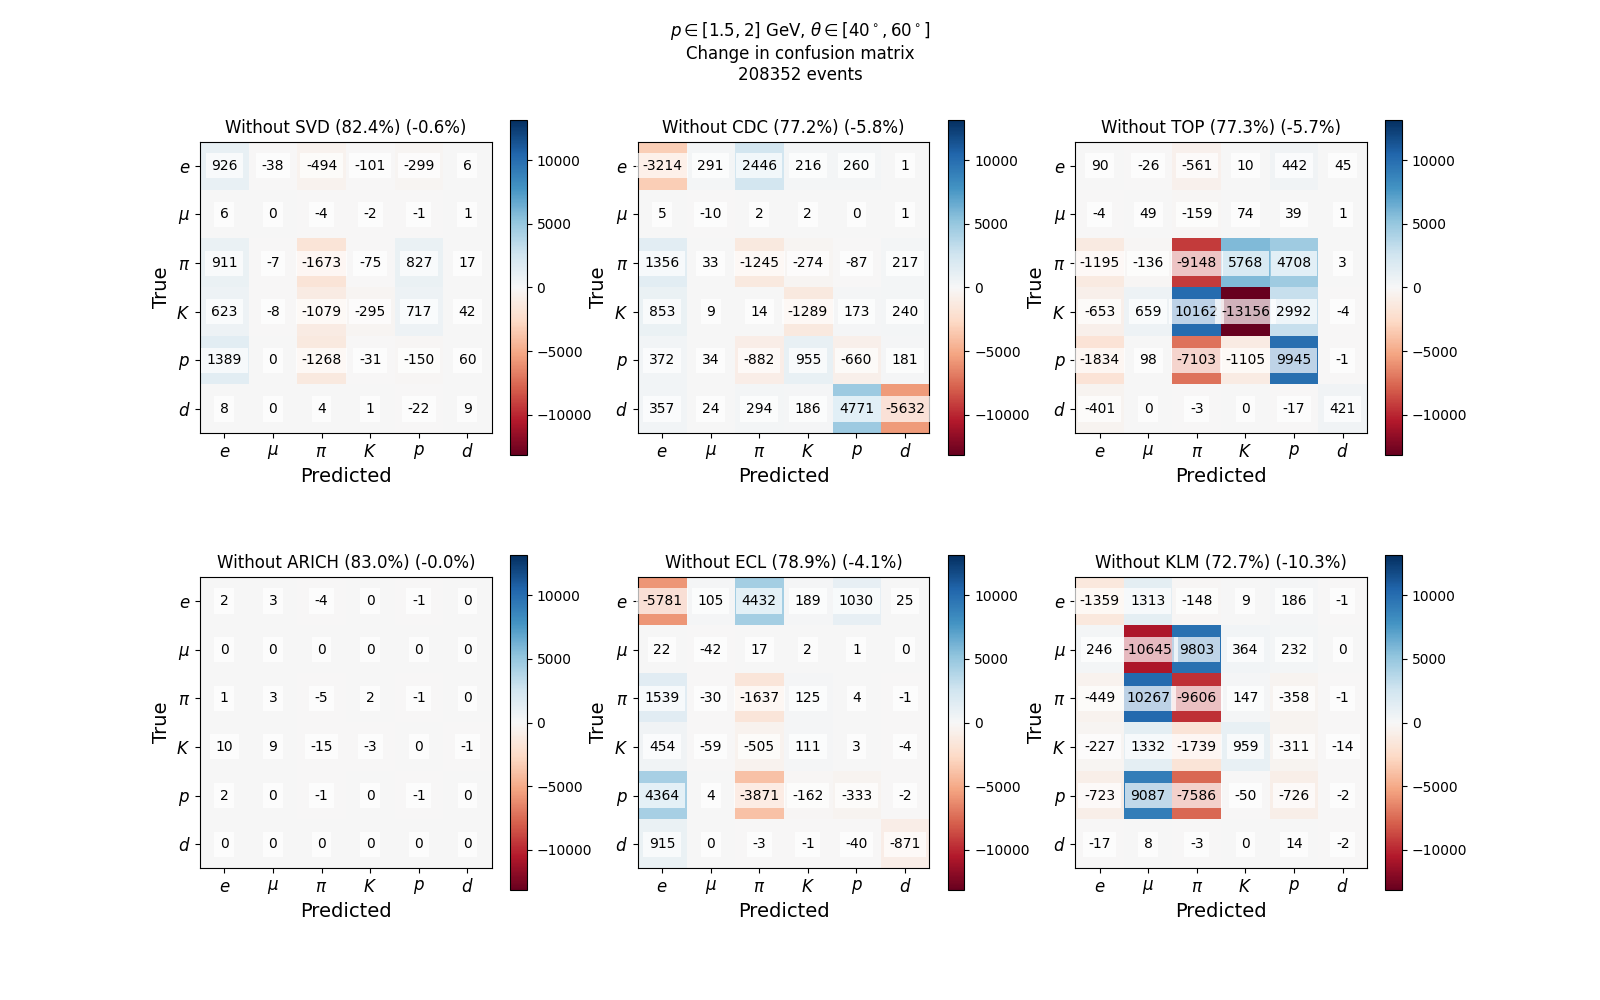 p ∈ [1.5, 2] GeV, θ ∈ [40°, 60°]
Change in confusion matrix
208352 events
Without SVD (82.4%) (-0.6%)
e 926 -38 -494 -101 -299 6
μ 6 0 -4 -2 -1 1
π 911 -7 -1673 -75 827 17
K 623 -8 -1079 -295 717 42
p 1389 0 -1268 -31 -150 60
d 8 0 4 1 -22 9
e μ π K p d
Predicted
True
10000
5000
0
−5000
−10000
Without CDC (77.2%) (-5.8%)
e -3214 291 2446 216 260 1
μ 5 -10 2 2 0 1
π 1356 33 -1245 -274 -87 217
K 853 9 14 -1289 173 240
p 372 34 -882 955 -660 181
d 357 24 294 186 4771 -5632
e μ π K p d
Predicted
True
10000
5000
0
−5000
−10000
Without TOP (77.3%) (-5.7%)
e 90 -26 -561 10 442 45
μ -4 49 -159 74 39 1
π -1195 -136 -9148 5768 4708 3
K -653 659 10162 -13156 2992 -4
p -1834 98 -7103 -1105 9945 -1
d -401 0 -3 0 -17 421
e μ π K p d
Predicted
True
10000
5000
0
−5000
−10000
Without ARICH (83.0%) (-0.0%)
e 2 3 -4 0 -1 0
μ 0 0 0 0 0 0
π 1 3 -5 2 -1 0
K 10 9 -15 -3 0 -1
p 2 0 -1 0 -1 0
d 0 0 0 0 0 0
e μ π K p d
Predicted
True
10000
5000
0
−5000
−10000
Without ECL (78.9%) (-4.1%)
e -5781 105 4432 189 1030 25
μ 22 -42 17 2 1 0
π 1539 -30 -1637 125 4 -1
K 454 -59 -505 111 3 -4
p 4364 4 -3871 -162 -333 -2
d 915 0 -3 -1 -40 -871
e μ π K p d
Predicted
True
10000
5000
0
−5000
−10000
Without KLM (72.7%) (-10.3%)
e -1359 1313 -148 9 186 -1
μ 246 -10645 9803 364 232 0
π -449 10267 -9606 147 -358 -1
K -227 1332 -1739 959 -311 -14
p -723 9087 -7586 -50 -726 -2
d -17 8 -3 0 14 -2
e μ π K p d
Predicted
True
10000
5000
0
−5000
−10000